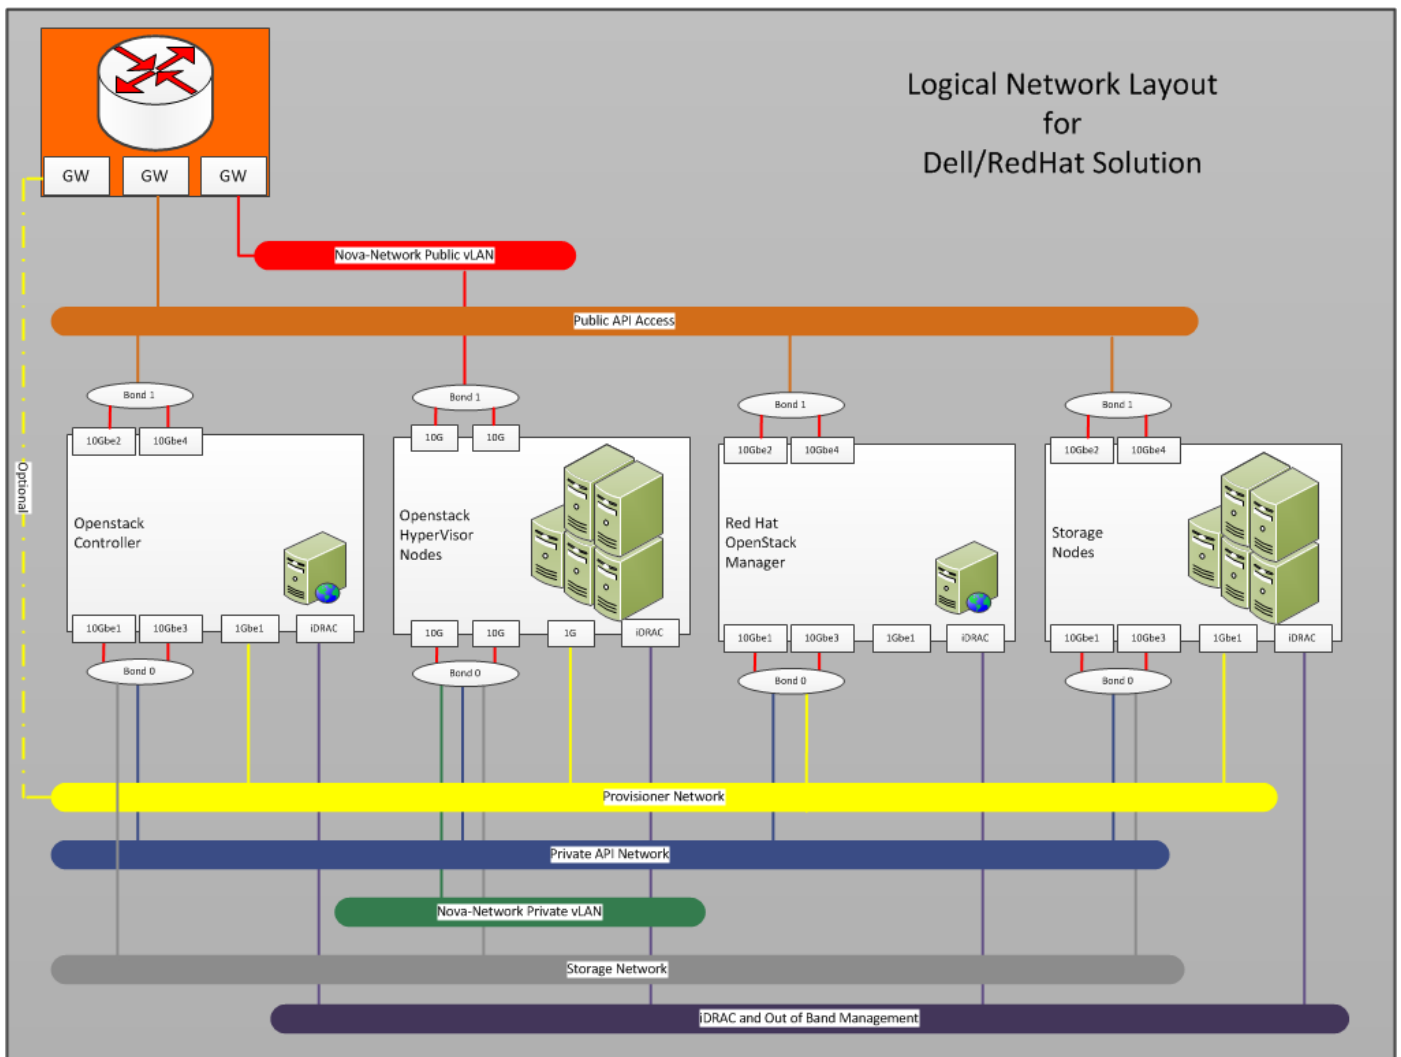 Logical Network Layout
for
Dell/RedHat Solution
GW
GW
GW
Nova-Network Public vLAN
Public API Access
Optional
Bond 1
Bond 1
Bond 1
Bond 1
10Gbe2
10Gbe4
10G
10G
10Gbe2
10Gbe4
10Gbe2
10Gbe4
Openstack
Controller
Openstack
HyperVisor
Nodes
Red Hat
OpenStack
Manager
Storage
Nodes
10Gbe1
10Gbe3
1Gbe1
iDRAC
10G
10G
1G
iDRAC
10Gbe1
10Gbe3
1Gbe1
iDRAC
10Gbe1
10Gbe3
1Gbe1
iDRAC
Bond 0
Bond 0
Bond 0
Bond 0
Provisioner Network
Private API Network
Nova-Network Private vLAN
Storage Network
iDRAC and Out of Band Management